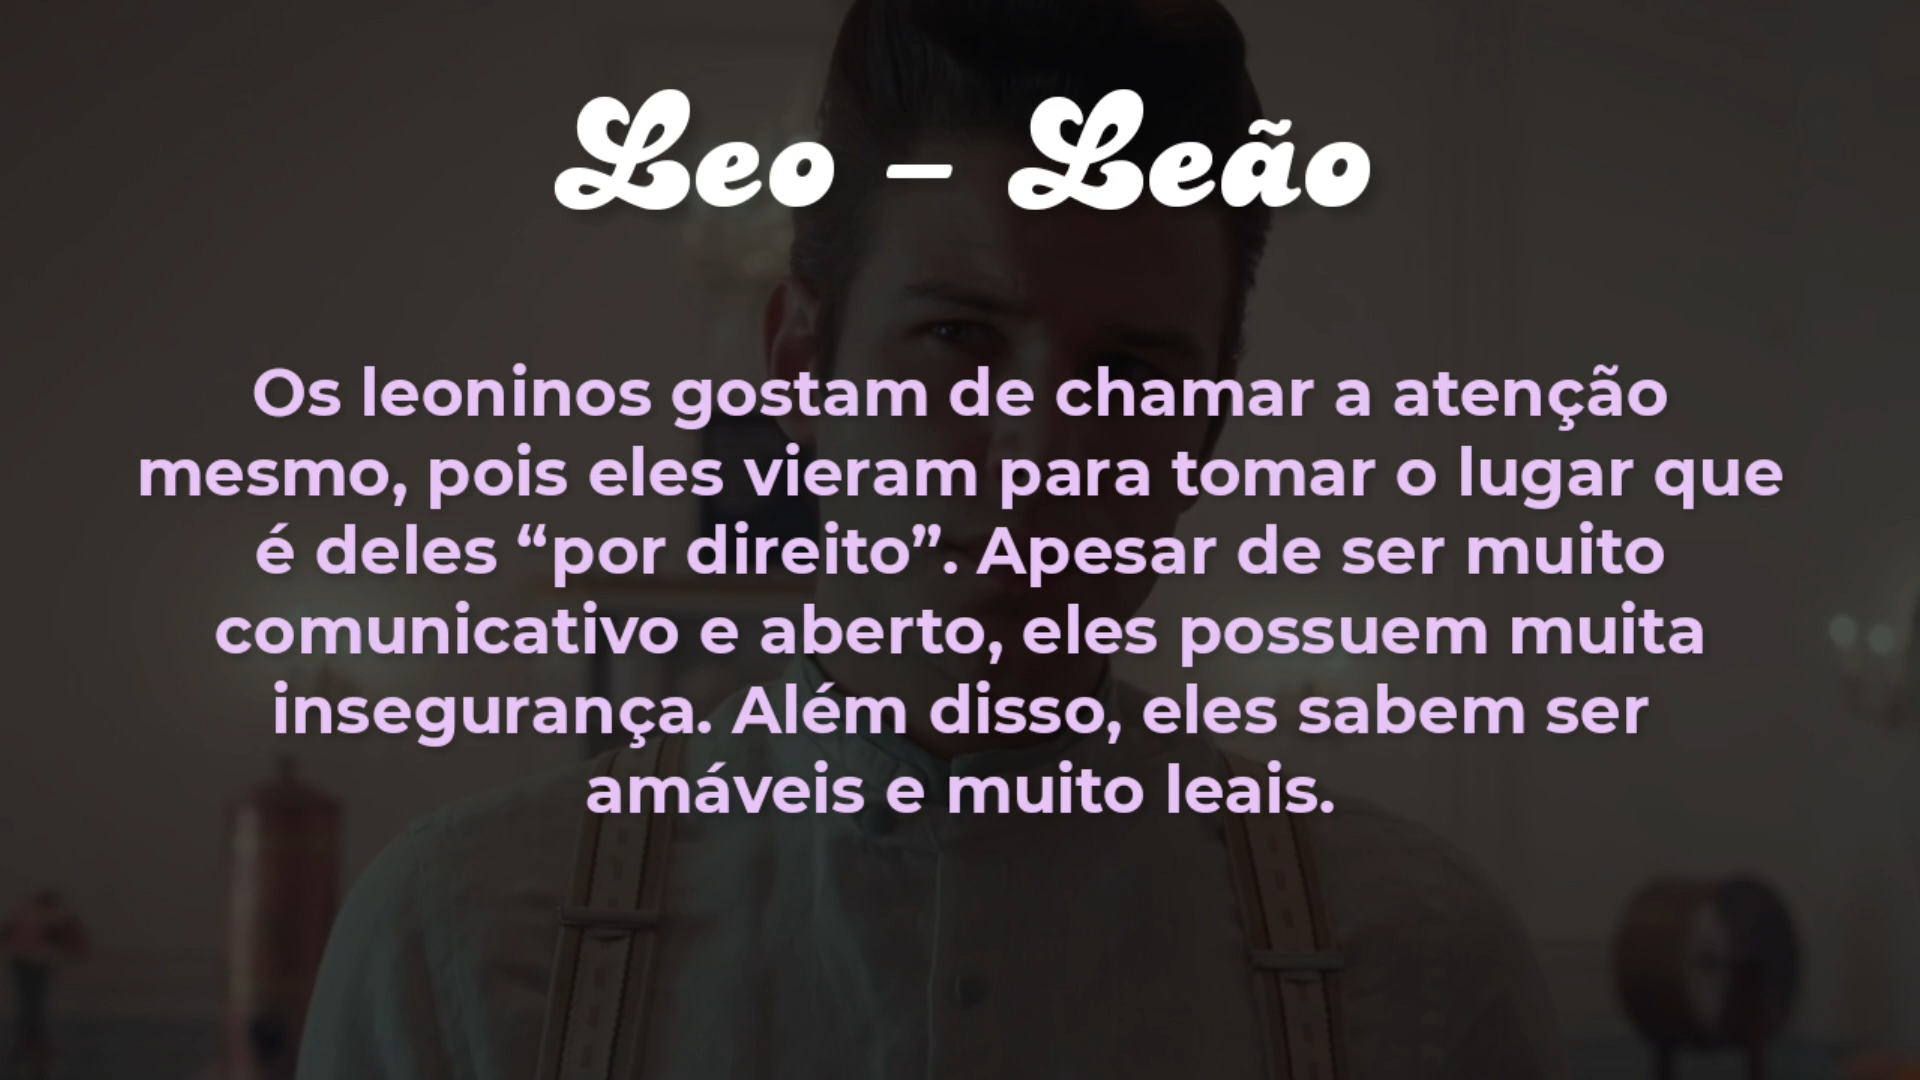 Leo – Leão
Os leoninos gostam de chamar a atenção
mesmo, pois eles vieram para tomar o lugar que
é deles “por direito”. Apesar de ser muito
comunicativo e aberto, eles possuem muita
insegurança. Além disso, eles sabem ser
amáveis e muito leais.